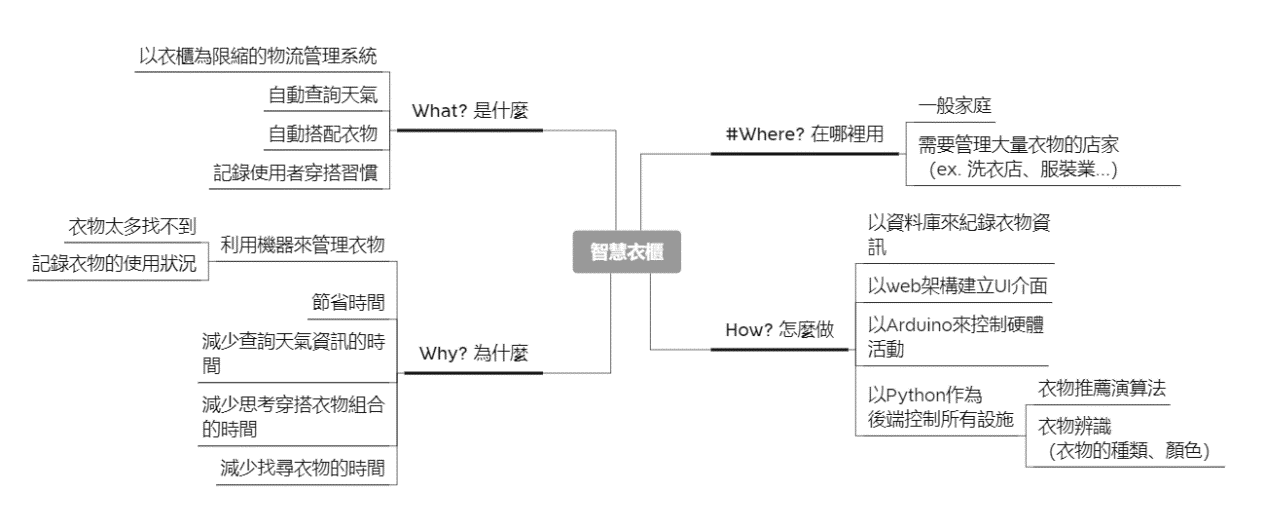 智慧衣櫃
What? 是什麼
以衣櫃為限縮的物流管理系統
自動查詢天氣
自動搭配衣物
記錄使用者穿搭習慣
Why? 為什麼
利用機器來管理衣物
衣物太多找不到
記錄衣物的使用狀況
節省時間
減少查詢天氣資訊的時
間
減少思考穿搭衣物組合
的時間
減少找尋衣物的時間
#Where? 在哪裡用
一般家庭
需要管理大量衣物的店家
（ex. 洗衣店、服裝業...）
How? 怎麼做
以資料庫來紀錄衣物資
訊
以web架構建立UI介面
以Arduino來控制硬體
活動
以Python作為
後端控制所有設施
衣物推薦演算法
衣物辨識
（衣物的種類、顏色）